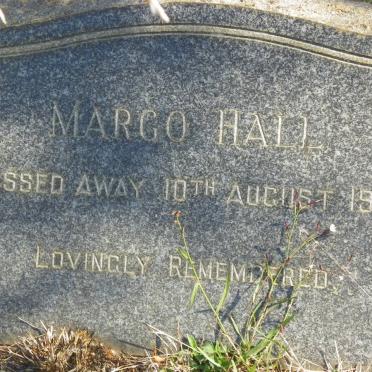 MARGO HALL
SSED AWAY 10TH AUGUST 19
LOVINGLY REMEMBERED.